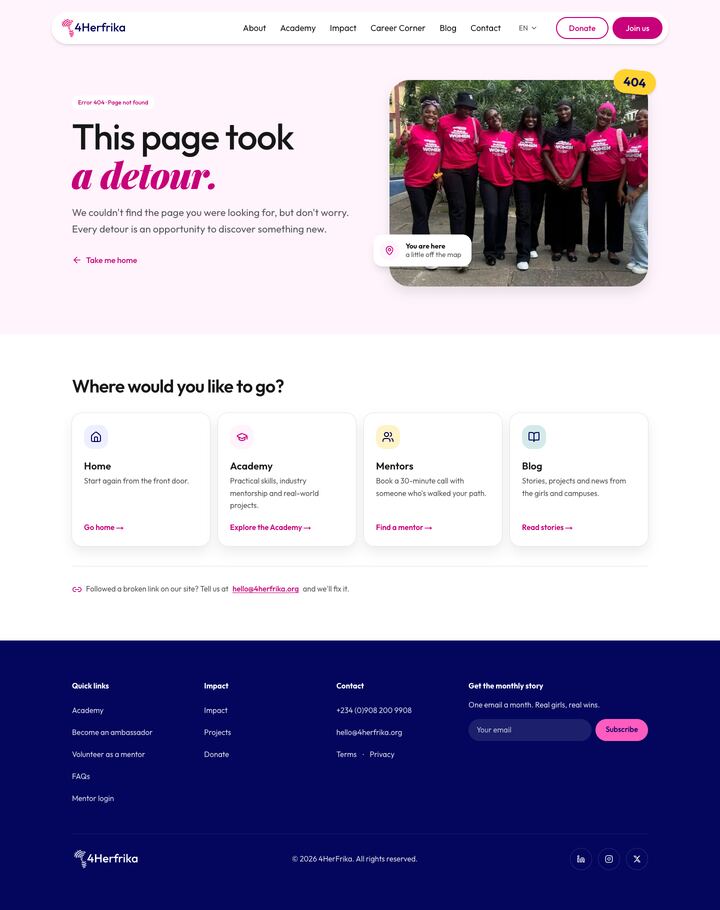 4Herfrika
About Academy Impact Career Corner Blog Contact EN Donate Join us
404
Error 404 · Page not found
This page took
a detour.
We couldn't find the page you were looking for, but don't worry.
Every detour is an opportunity to discover something new.
Take me home
WOMEN
WOMEN
WOMEN
WOMEN
You are here
a little off the map
Where would you like to go?
Home
Start again from the front door.
Go home →
Academy
Practical skills, industry
mentorship and real-world
projects.
Explore the Academy →
Mentors
Book a 30-minute call with
someone who's walked your path.
Find a mentor →
Blog
Stories, projects and news from
the girls and campuses.
Read stories →
Followed a broken link on our site? Tell us at hello@4herfrika.org and we'll fix it.
Quick links
Academy
Become an ambassador
Volunteer as a mentor
FAQs
Mentor login
Impact
Impact
Projects
Donate
Contact
+234 (0)908 200 9908
hello@4herfrika.org
Terms · Privacy
Get the monthly story
One email a month. Real girls, real wins.
Your email
Subscribe
4Herfrika
© 2026 4HerFrika. All rights reserved.